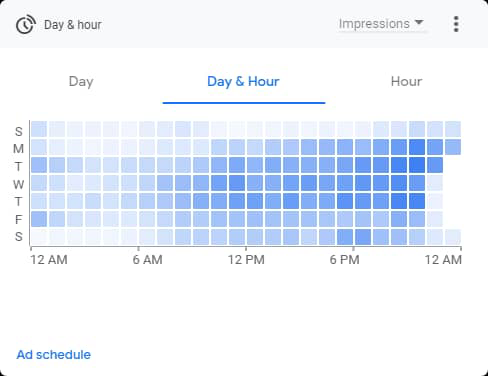 Day & hour
Impressions
Day
Day & Hour
Hour
S
M
T
W
T
F
S
12 AM 6 AM 12 PM 6 PM 12 AM
Ad schedule